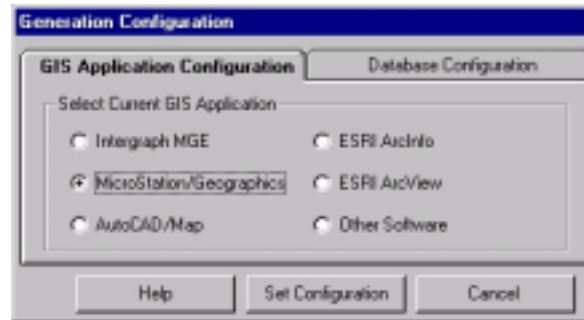 Generation Configuration
GIS Application Configuration Database Configuration
Select Current GIS Application
Intergraph MGE ESRI ArcInfo
MicroStation/Geographics ESRI ArcView
AutoCAD/Map Other Software
Help Set Configuration Cancel